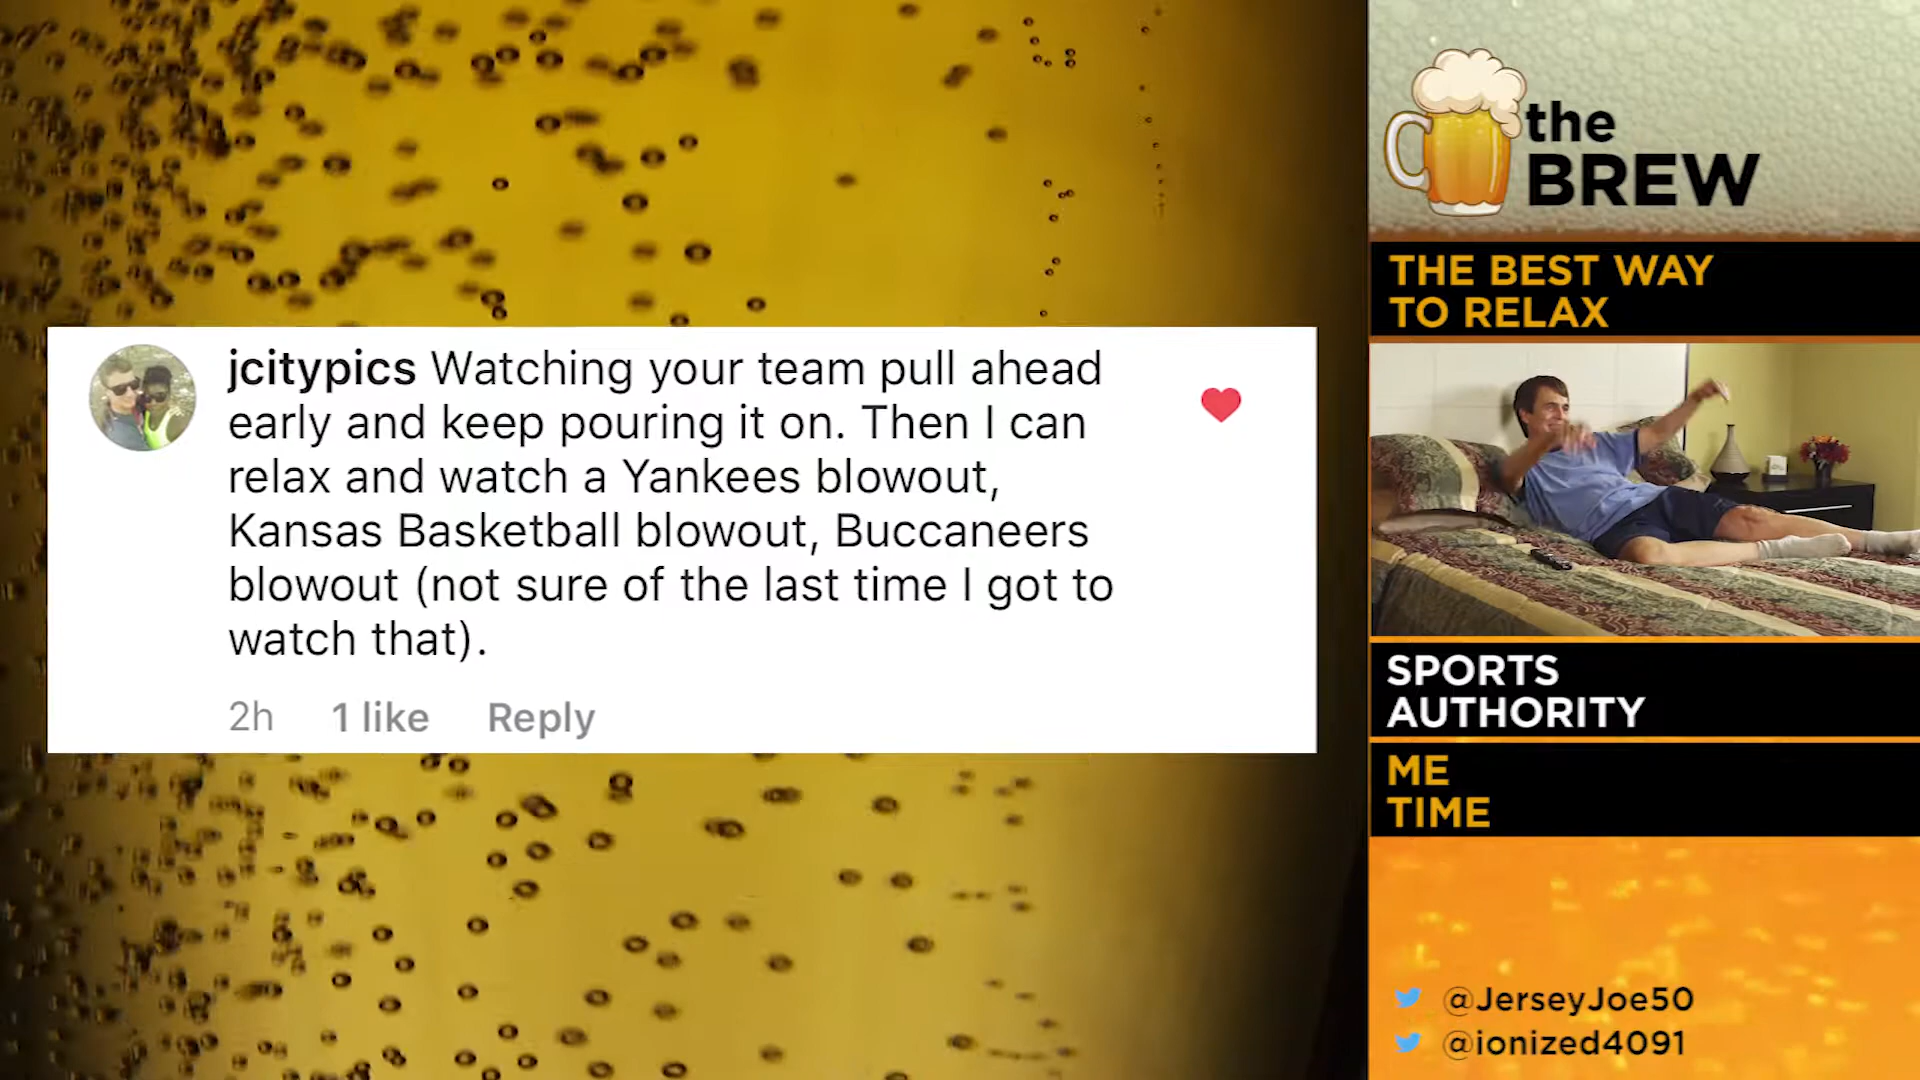 jcitypics Watching your team pull ahead
early and keep pouring it on. Then I can
relax and watch a Yankees blowout,
Kansas Basketball blowout, Buccaneers
blowout (not sure of the last time I got to
watch that).
2h 1 like Reply
the
BREW
THE BEST WAY
TO RELAX
SPORTS
AUTHORITY
ME
TIME
@JerseyJoe50
@ionized4091